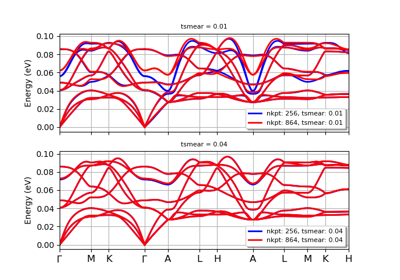 tsmear = 0.01
0.10
0.08
0.06
0.04
0.02
0.00
Energy (eV)
nkpt: 256, tsmear: 0.01
nkpt: 864, tsmear: 0.01
tsmear = 0.04
0.10
0.08
0.06
0.04
0.02
0.00
Energy (eV)
nkpt: 256, tsmear: 0.04
nkpt: 864, tsmear: 0.04
Γ M K Γ A L H A L M K H